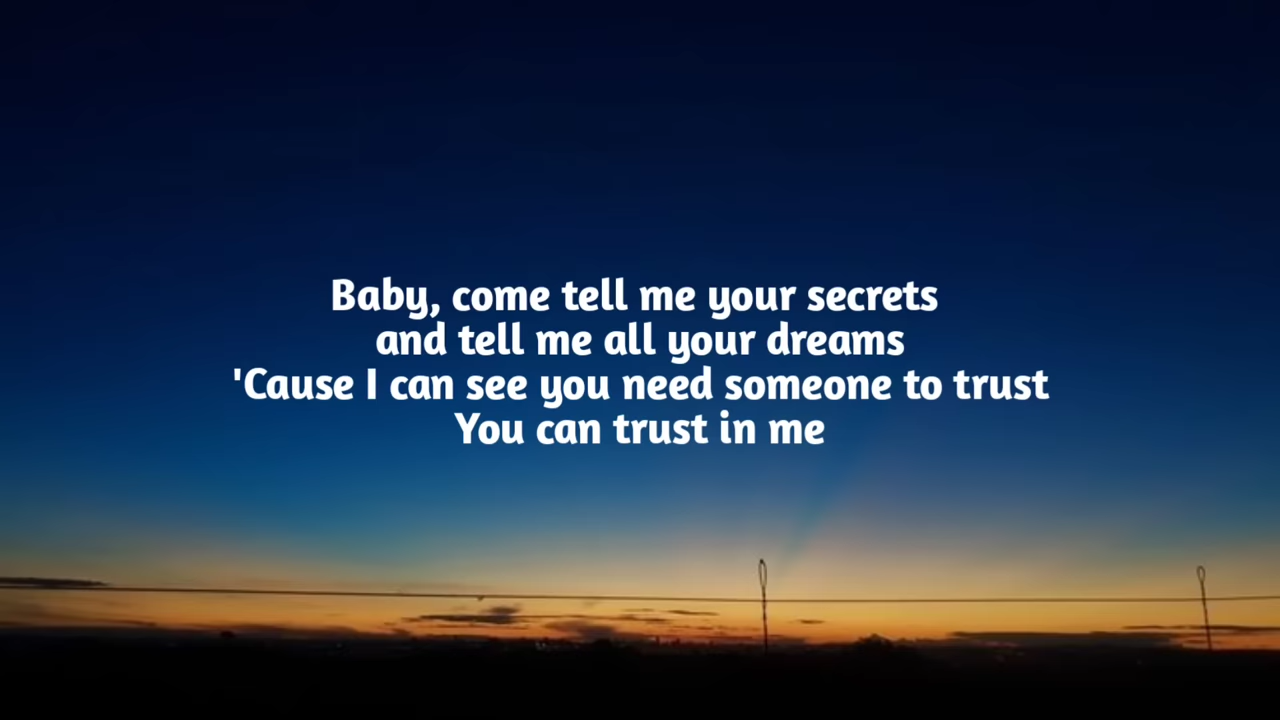 Baby, come tell me your secrets
and tell me all your dreams
'Cause I can see you need someone to trust
You can trust in me